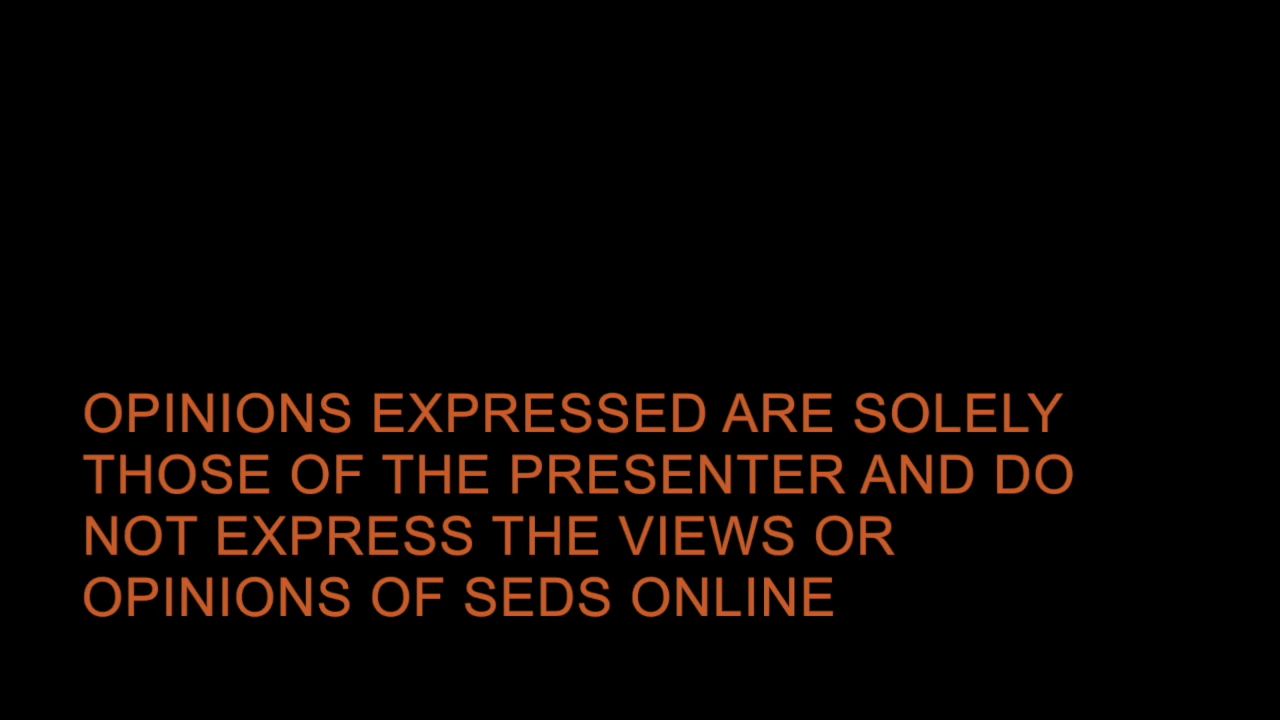 OPINIONS EXPRESSED ARE SOLELY
THOSE OF THE PRESENTER AND DO
NOT EXPRESS THE VIEWS OR
OPINIONS OF SEDS ONLINE